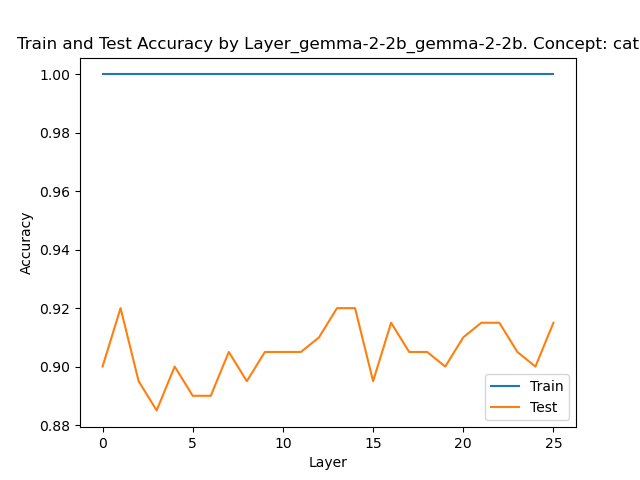 Train and Test Accuracy by Layer_gemma-2-2b_gemma-2-2b. Concept: cat
1.00
0.98
0.96
0.94
0.92
0.90
0.88
Accuracy
0
5
10
15
20
25
Layer
Train
Test